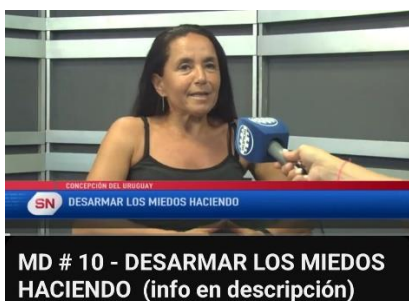 CONCEPCIÓN DEL URUGUAY
SN DESARMAR LOS MIEDOS HACIENDO
MD # 10 - DESARMAR LOS MIEDOS
HACIENDO (info en descripción)